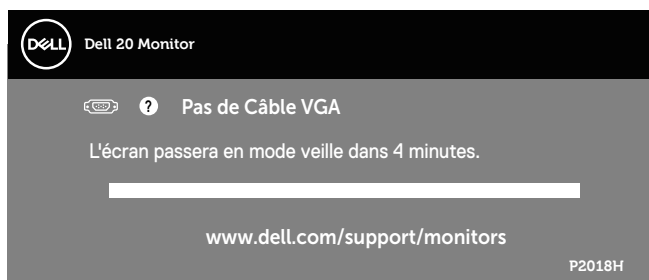 DELL Dell 20 Monitor
? Pas de Câble VGA
L'écran passera en mode veille dans 4 minutes.
www.dell.com/support/monitors
P2018H